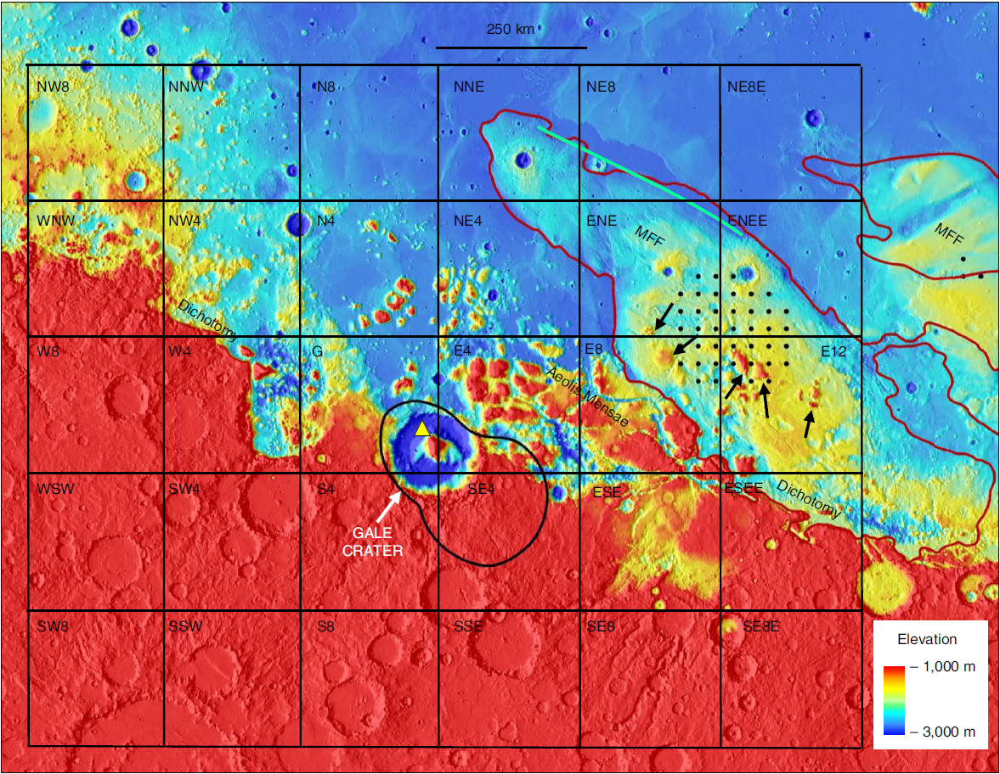 250 km
NW8
NNW
N8
NNE
NE8
NE8E
WNW
NW4
N4
NE4
ENE
ENEE
MFF
MFF
Dichotomy
W8
W4
G
E4
E8
E12
Aeolis Mensae
WSW
SW4
S4
SE4
ESE
ESEE
Dichotomy
GALE
CRATER
SW8
SSW
S8
SSE
SE8
SE8E
Elevation
– 1,000 m
– 3,000 m